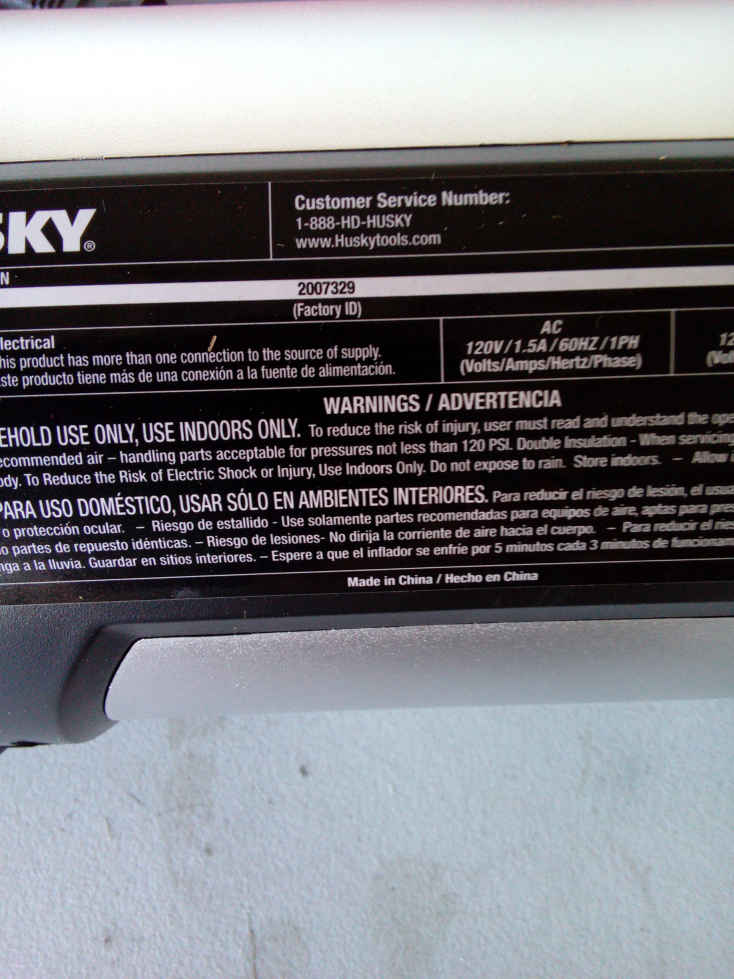 SKY®
Customer Service Number:
1-888-HD-HUSKY
www.Huskytools.com
N
2007329
(Factory ID)
lectrical
his product has more than one connection to the source of supply.
ste producto tiene más de una conexión a la fuente de alimentación.
AC
120V/1.5A/60HZ/1PH
(Volts/Amps/Hertz/Phase)
12
(Vol
WARNINGS / ADVERTENCIA
EHOLD USE ONLY, USE INDOORS ONLY. To reduce the risk of injury, user must read and understand the ope
ecommended air – handling parts acceptable for pressures not less than 120 PSI. Double Insulation - When servicing
ody. To Reduce the Risk of Electric Shock or Injury, Use Indoors Only. Do not expose to rain. Store indoors. – Allow
PARA USO DOMÉSTICO, USAR SÓLO EN AMBIENTES INTERIORES. Para reducir el riesgo de lesión, el usua
o protección ocular. – Riesgo de estallido - Use solamente partes recomendadas para equipos de aire, aptas para pres
o partes de repuesto idénticas. – Riesgo de lesiones- No dirija la corriente de aire hacia el cuerpo. – Para reducir el ries
nga a la lluvia. Guardar en sitios interiores. – Espere a que el inflador se enfríe por 5 minutos cada 3 minutos de funcionam
Made in China / Hecho en China